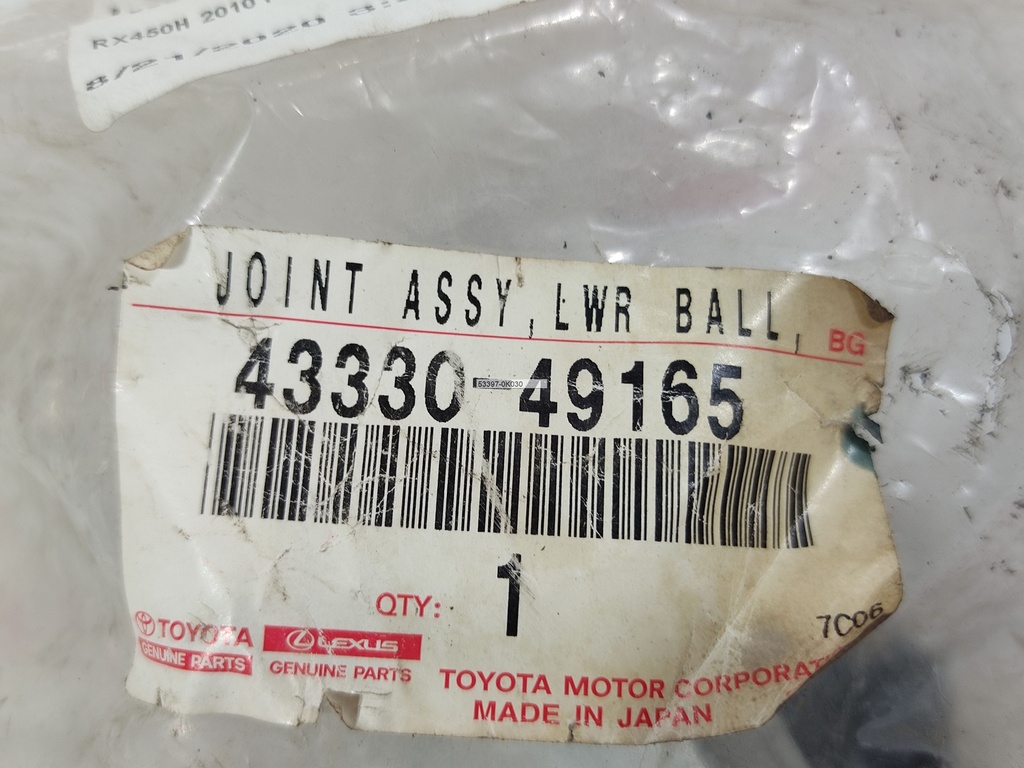 RX450H 2010
JOINT ASSY, LWR BALL, BG
43330-49165
53397-0K030
1
QTY:
7C06
TOYOTA LEXUS
GENUINE PARTS GENUINE PARTS
TOYOTA MOTOR
MADE IN JAPAN